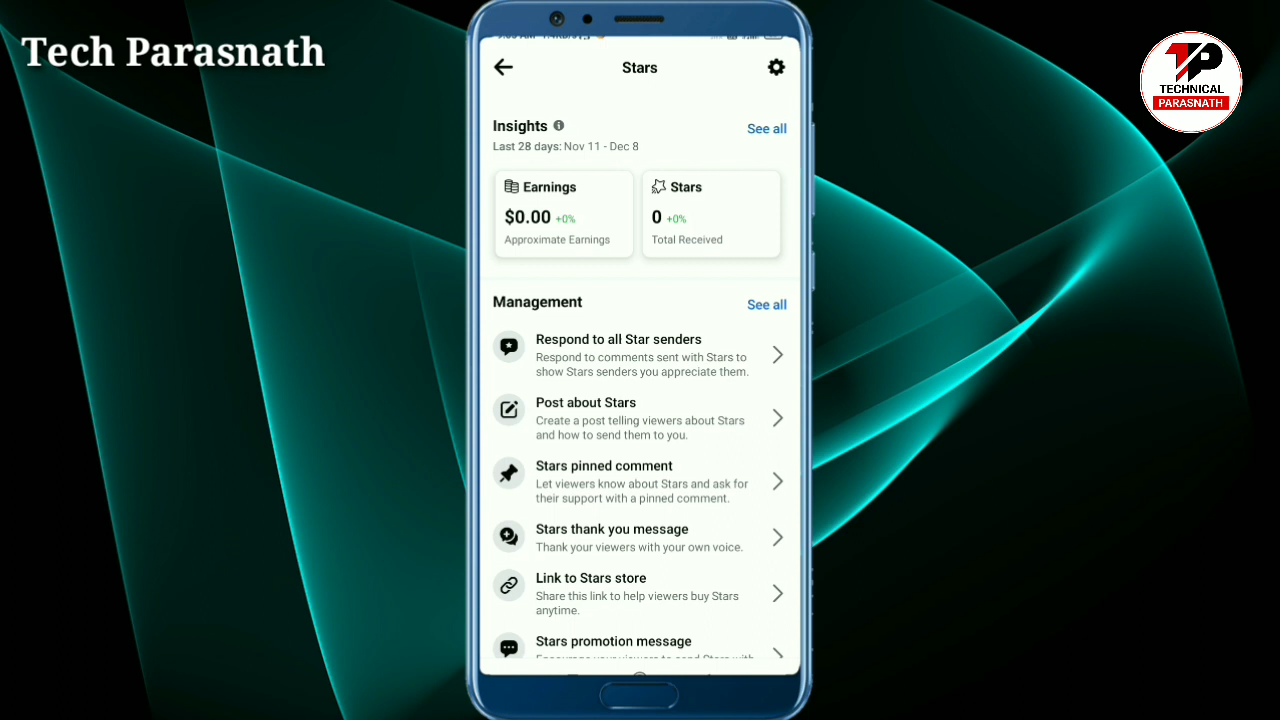 Tech Parasnath
TP
TECHNICAL
PARASNATH
Stars
Insights
See all
Last 28 days: Nov 11 - Dec 8
Earnings
$0.00 +0%
Approximate Earnings
Stars
0 +0%
Total Received
Management
See all
Respond to all Star senders
Respond to comments sent with Stars to
show Stars senders you appreciate them.
Post about Stars
Create a post telling viewers about Stars
and how to send them to you.
Stars pinned comment
Let viewers know about Stars and ask for
their support with a pinned comment.
Stars thank you message
Thank your viewers with your own voice.
Link to Stars store
Share this link to help viewers buy Stars
anytime.
Stars promotion message